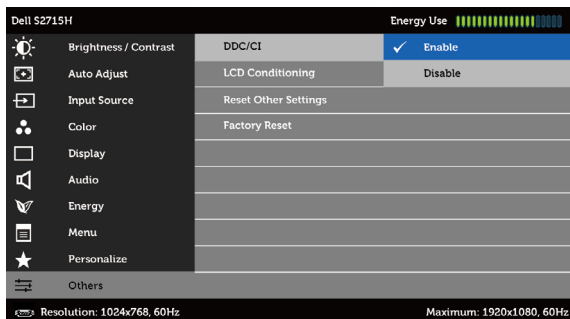 Dell S2715H Energy Use
Brightness / Contrast DDC/CI ✓ Enable
Auto Adjust LCD Conditioning Disable
Input Source Reset Other Settings
Color Factory Reset
Display
Audio
Energy
Menu
Personalize
Others
Resolution: 1024x768, 60Hz Maximum: 1920x1080, 60Hz